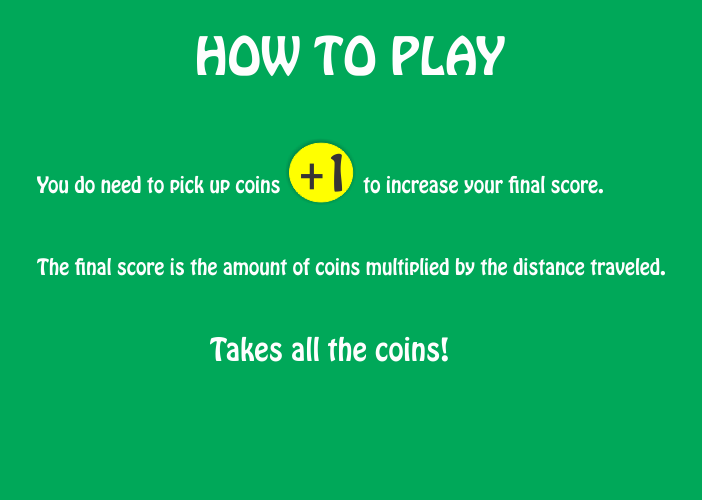 HOW TO PLAY
You do need to pick up coins +1 to increase your final score.
The final score is the amount of coins multiplied by the distance traveled.
Takes all the coins!